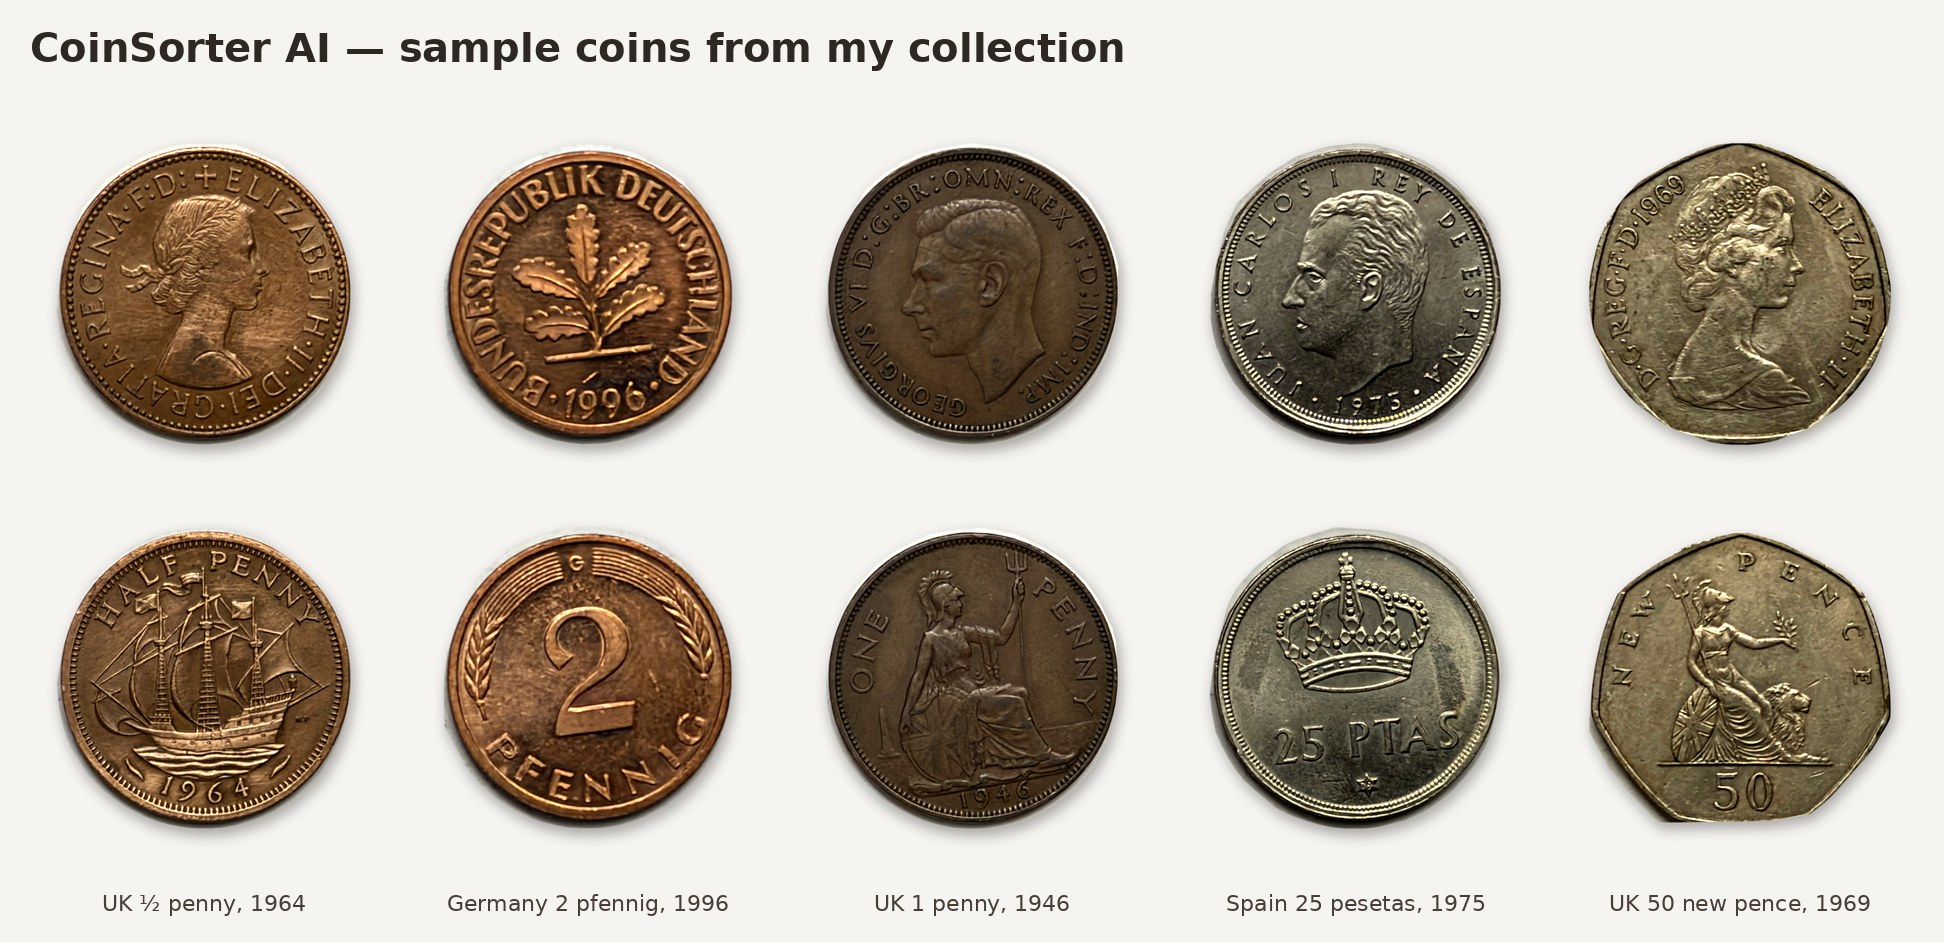 CoinSorter AI — sample coins from my collection
ELIZABETH·II·DEI·GRATIA·REGINA·F:D:+
BUNDESREPUBLIK DEUTSCHLAND
·1996·
GEORGIVS VI D:G:BR:OMN:REX F:D:IND:IMP.
JUAN CARLOS I REY DE ESPAÑA
·1975·
D·G·REG·F·D·1969 ELIZABETH·II
HALF PENNY
1964
G
2
PFENNIG
ONE PENNY
1946
25 PTAS
NEW PENCE
50
UK ½ penny, 1964
Germany 2 pfennig, 1996
UK 1 penny, 1946
Spain 25 pesetas, 1975
UK 50 new pence, 1969